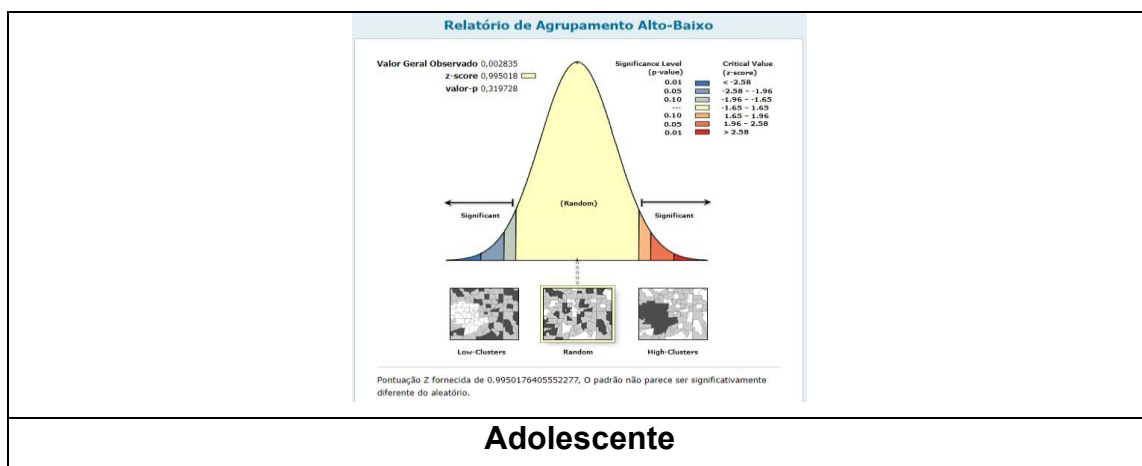 Relatório de Agrupamento Alto-Baixo
Valor Geral Observado 0,002835
z-score 0,995018
valor-p 0,319728
Significance Level (p-value) Critical Value (z-score)
0.01 < -2.58
0.05 -2.58 – -1.96
0.10 -1.96 – -1.65
--- -1.65 – 1.65
0.10 1.65 – 1.96
0.05 1.96 – 2.58
0.01 > 2.58
(Random)
Significant Significant
Low-Clusters Random High-Clusters
Pontuação Z fornecida de 0.9950176405552277, O padrão não parece ser significativamente
diferente do aleatório.
Adolescente